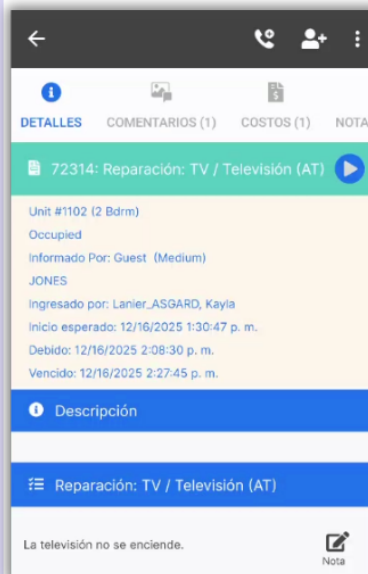 DETALLES
COMENTARIOS (1)
COSTOS (1)
NOTA
72314: Reparación: TV / Televisión (AT)
Unit #1102 (2 Bdrm)
Occupied
Informado Por: Guest (Medium)
JONES
Ingresado por: Lanier_ASGARD, Kayla
Inicio esperado: 12/16/2025 1:30:47 p. m.
Debido: 12/16/2025 2:08:30 p. m.
Vencido: 12/16/2025 2:27:45 p. m.
Descripción
Reparación: TV / Televisión (AT)
La televisión no se enciende.
Nota